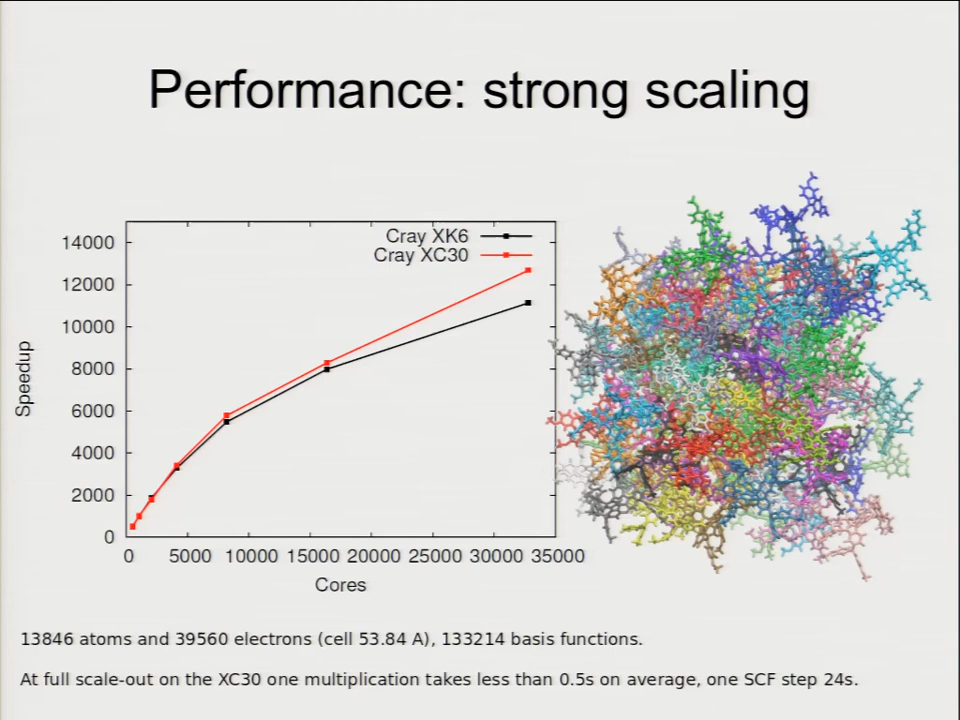 Performance: strong scaling
Cray XK6
Cray XC30
14000
12000
10000
8000
6000
4000
2000
0
Speedup
0 5000 10000 15000 20000 25000 30000 35000
Cores
13846 atoms and 39560 electrons (cell 53.84 A), 133214 basis functions.
At full scale-out on the XC30 one multiplication takes less than 0.5s on average, one SCF step 24s.